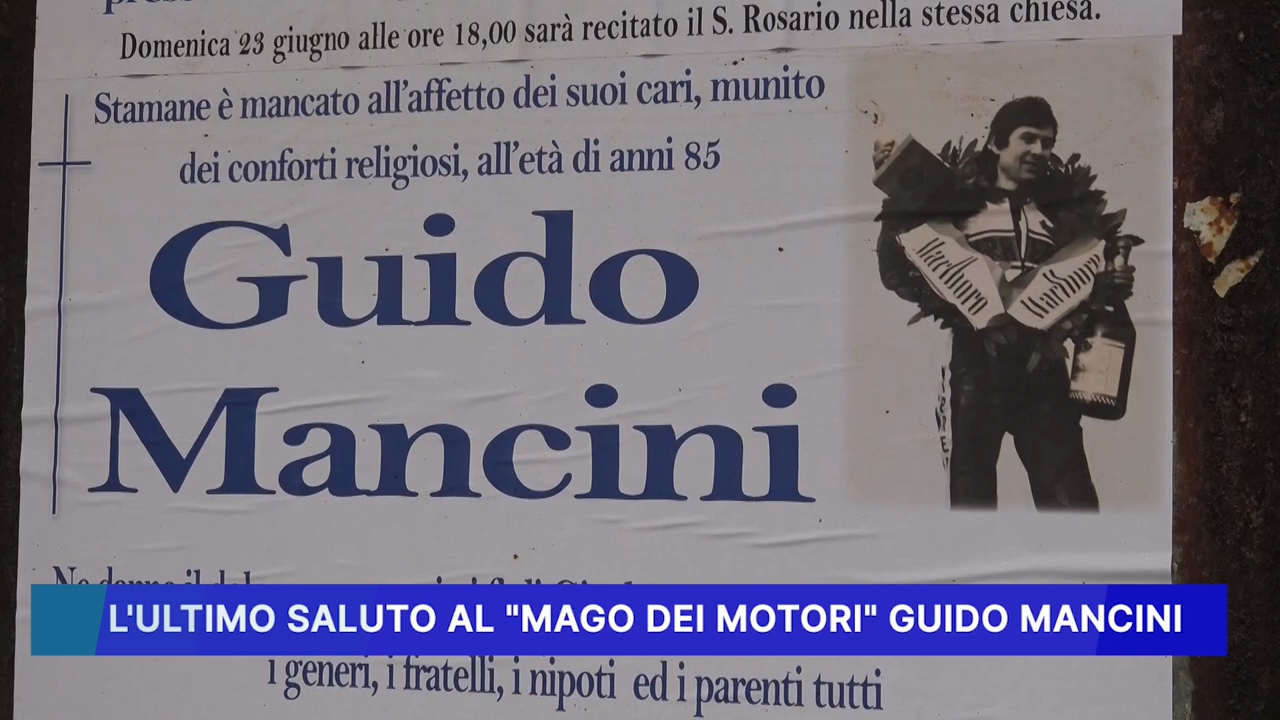 Domenica 23 giugno alle ore 18,00 sarà recitato il S. Rosario nella stessa chiesa.
Stamane è mancato all'affetto dei suoi cari, munito
dei conforti religiosi, all'età di anni 85
Guido
Mancini
Marlboro
Marlboro
L'ULTIMO SALUTO AL "MAGO DEI MOTORI" GUIDO MANCINI
i generi, i fratelli, i nipoti ed i parenti tutti